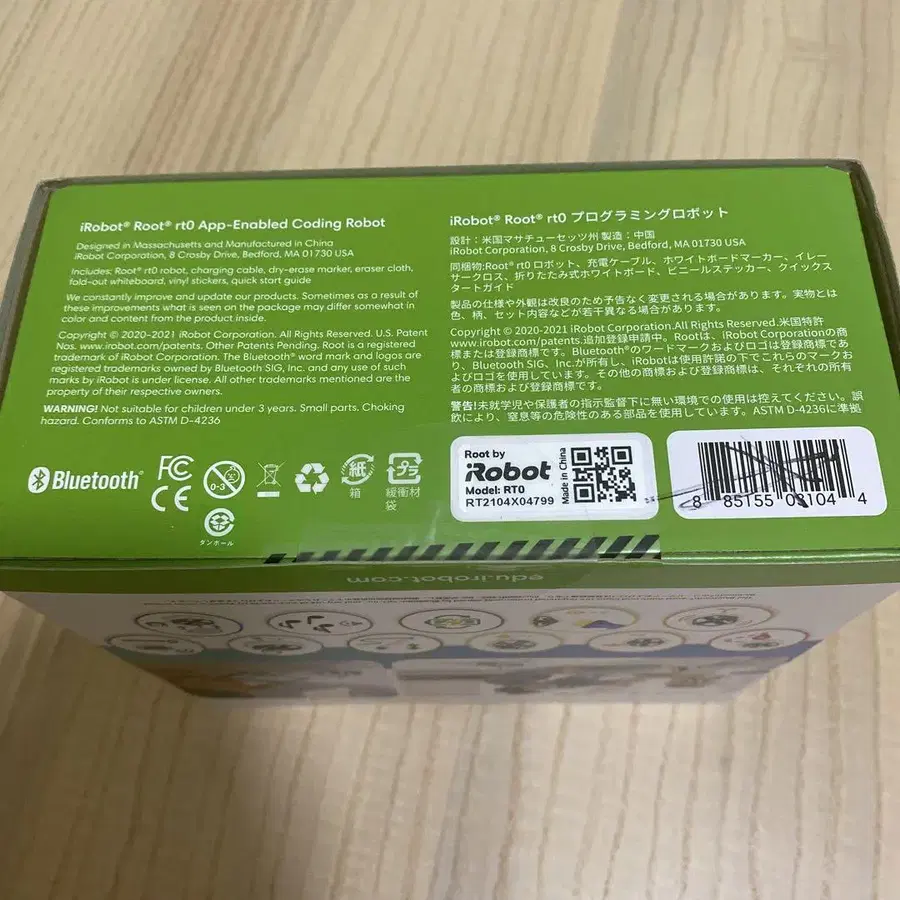 iRobot® Root® rt0 App-Enabled Coding Robot
Designed in Massachusetts and Manufactured in China
iRobot Corporation, 8 Crosby Drive, Bedford, MA 01730 USA
Includes: Root® rt0 robot, charging cable, dry-erase marker, eraser cloth,
fold-out whiteboard, vinyl stickers, quick start guide
We constantly improve and update our products. Sometimes as a result of
these improvements what is seen on the package may differ somewhat in
color and content from the product inside.
Copyright © 2020-2021 iRobot Corporation. All Rights Reserved. U.S. Patent
Nos. www.irobot.com/patents. Other Patents Pending. Root is a registered
trademark of iRobot Corporation. The Bluetooth® word mark and logos are
registered trademarks owned by Bluetooth SIG, Inc. and any use of such
marks by iRobot is under license. All other trademarks mentioned are the
property of their respective owners.
WARNING! Not suitable for children under 3 years. Small parts. Choking
hazard. Conforms to ASTM D-4236
iRobot® Root® rt0 プログラミングロボット
設計：米国マサチューセッツ州 製造：中国
iRobot Corporation, 8 Crosby Drive, Bedford, MA 01730 USA
同梱物:Root® rt0 ロボット、充電ケーブル、ホワイトボードマーカー、イレー
サークロス、折りたたみ式ホワイトボード、ビニールステッカー、クイックス
タートガイド
製品の仕様や外観は改良のため予告なく変更される場合があります。実物とは
色、柄、セット内容などが若干異なる場合があります。
Copyright © 2020-2021 iRobot Corporation.All Rights Reserved.米国特許
www.irobot.com/patents.追加登録申請中。Rootは、iRobot Corporationの商
標または登録商標です。Bluetooth®のワードマークおよびロゴは登録商標であ
り、Bluetooth SIG, Inc.が所有し、iRobotは使用許諾の下でこれらのマークお
よびロゴを使用しています。その他の商標および登録商標は、それぞれの所有
者の商標および登録商標です。
警告!未就学児や保護者の指示監督下に無い環境での使用は控えてください。誤
飲により、窒息等の危険性のある部品を使用しています。ASTM D-4236に準拠
Bluetooth®
FC
CE
0-3
紙
箱
プラ
緩衝材
袋
ダンボール
Root by
iRobot
Model: RT0
RT2104X04799
Made in China
8 85155 03104 4
edu.irobot.com